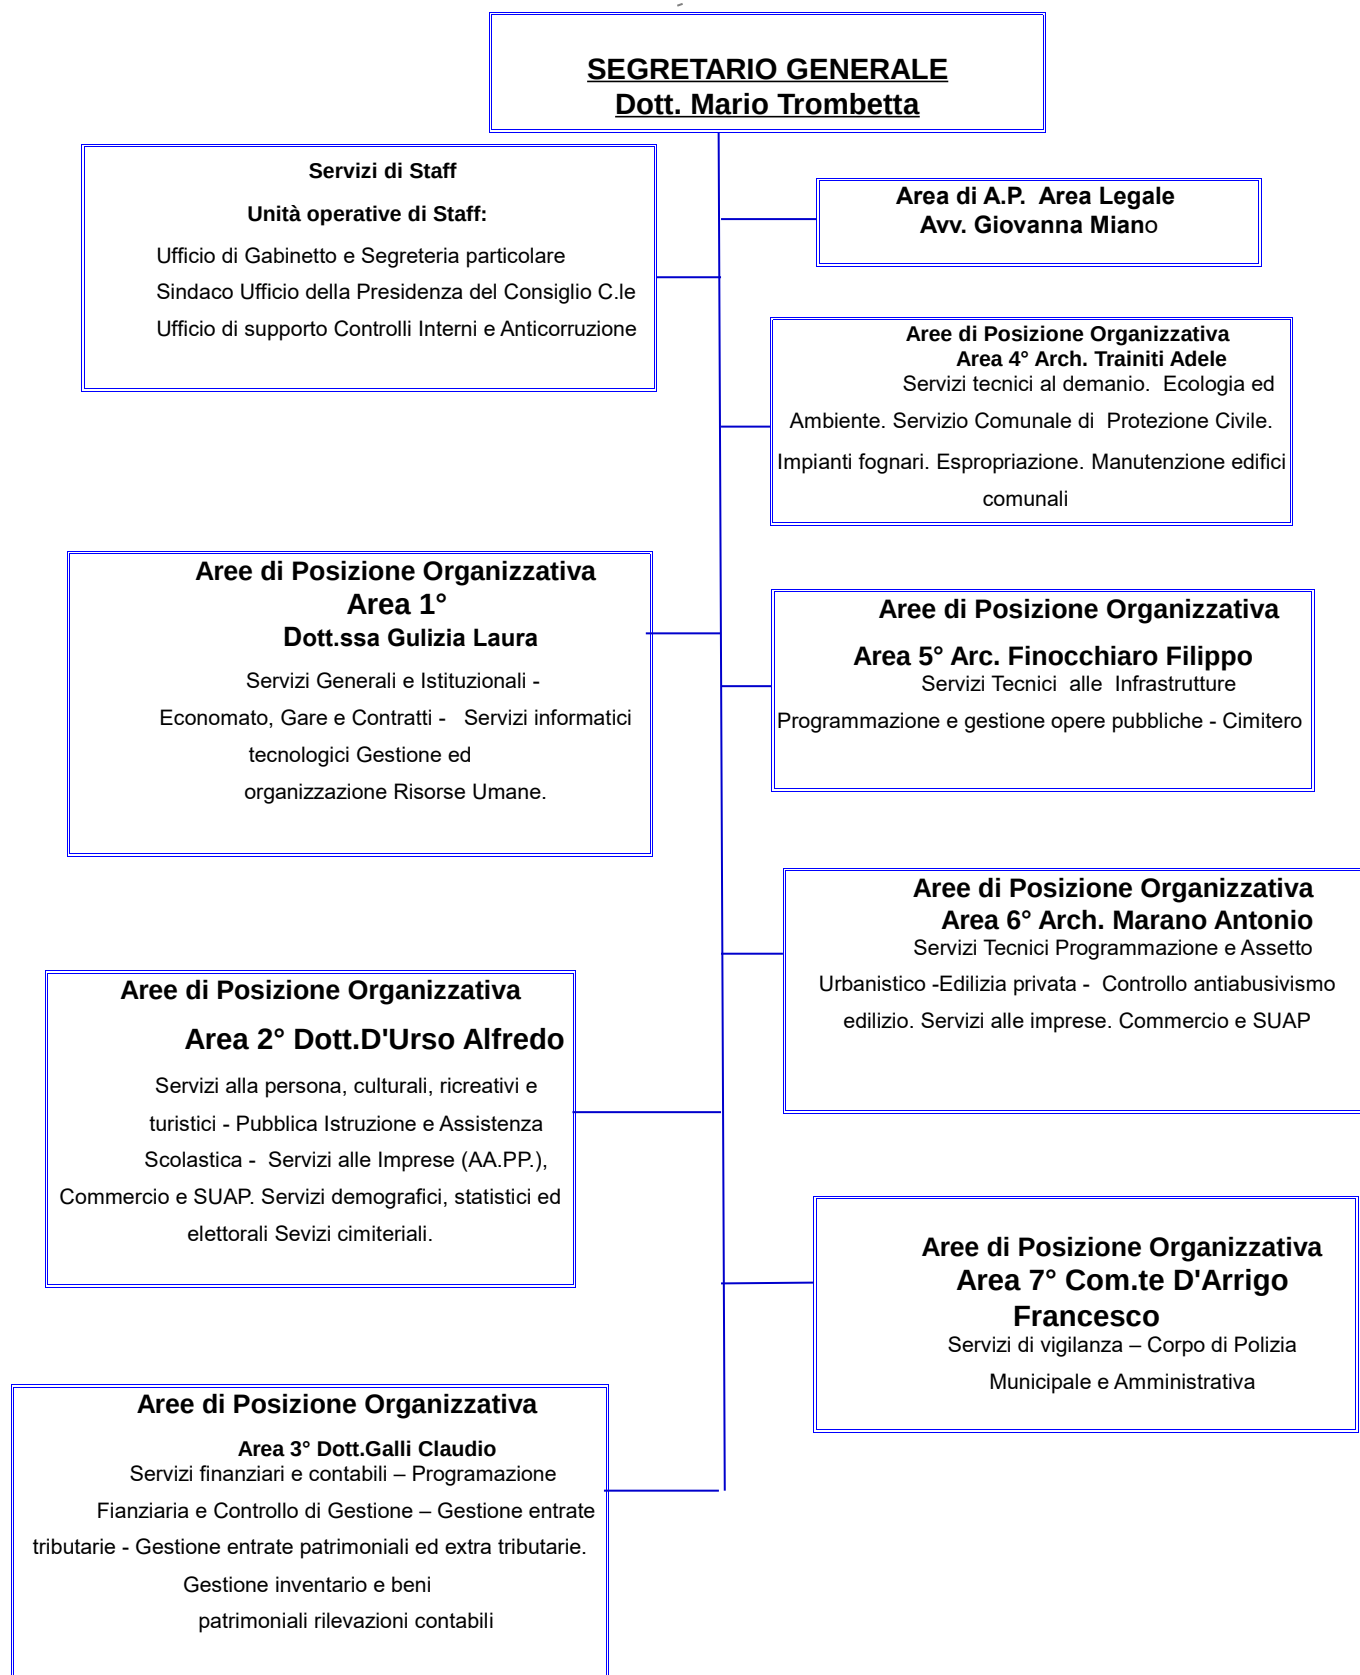 SEGRETARIO GENERALE
Dott. Mario Trombetta
Servizi di Staff
Unità operative di Staff:
Ufficio di Gabinetto e Segreteria particolare
Sindaco Ufficio della Presidenza del Consiglio C.le
Ufficio di supporto Controlli Interni e Anticorruzione
Area di A.P. Area Legale
Avv. Giovanna Miano
Aree di Posizione Organizzativa
Area 4° Arch. Trainiti Adele
Servizi tecnici al demanio. Ecologia ed
Ambiente. Servizio Comunale di Protezione Civile.
Impianti fognari. Espropriazione. Manutenzione edifici
comunali
Aree di Posizione Organizzativa
Area 1°
Dott.ssa Gulizia Laura
Servizi Generali e Istituzionali -
Economato, Gare e Contratti - Servizi informatici
tecnologici Gestione ed
organizzazione Risorse Umane.
Aree di Posizione Organizzativa
Area 5° Arc. Finocchiaro Filippo
Servizi Tecnici alle Infrastrutture
Programmazione e gestione opere pubbliche - Cimitero
Aree di Posizione Organizzativa
Area 6° Arch. Marano Antonio
Servizi Tecnici Programmazione e Assetto
Urbanistico -Edilizia privata - Controllo antiabusivismo
edilizio. Servizi alle imprese. Commercio e SUAP
Aree di Posizione Organizzativa
Area 2° Dott.D'Urso Alfredo
Servizi alla persona, culturali, ricreativi e
turistici - Pubblica Istruzione e Assistenza
Scolastica - Servizi alle Imprese (AA.PP.),
Commercio e SUAP. Servizi demografici, statistici ed
elettorali Sevizi cimiteriali.
Aree di Posizione Organizzativa
Area 7° Com.te D'Arrigo
Francesco
Servizi di vigilanza – Corpo di Polizia
Municipale e Amministrativa
Aree di Posizione Organizzativa
Area 3° Dott.Galli Claudio
Servizi finanziari e contabili – Programazione
Fianziaria e Controllo di Gestione – Gestione entrate
tributarie - Gestione entrate patrimoniali ed extra tributarie.
Gestione inventario e beni
patrimoniali rilevazioni contabili